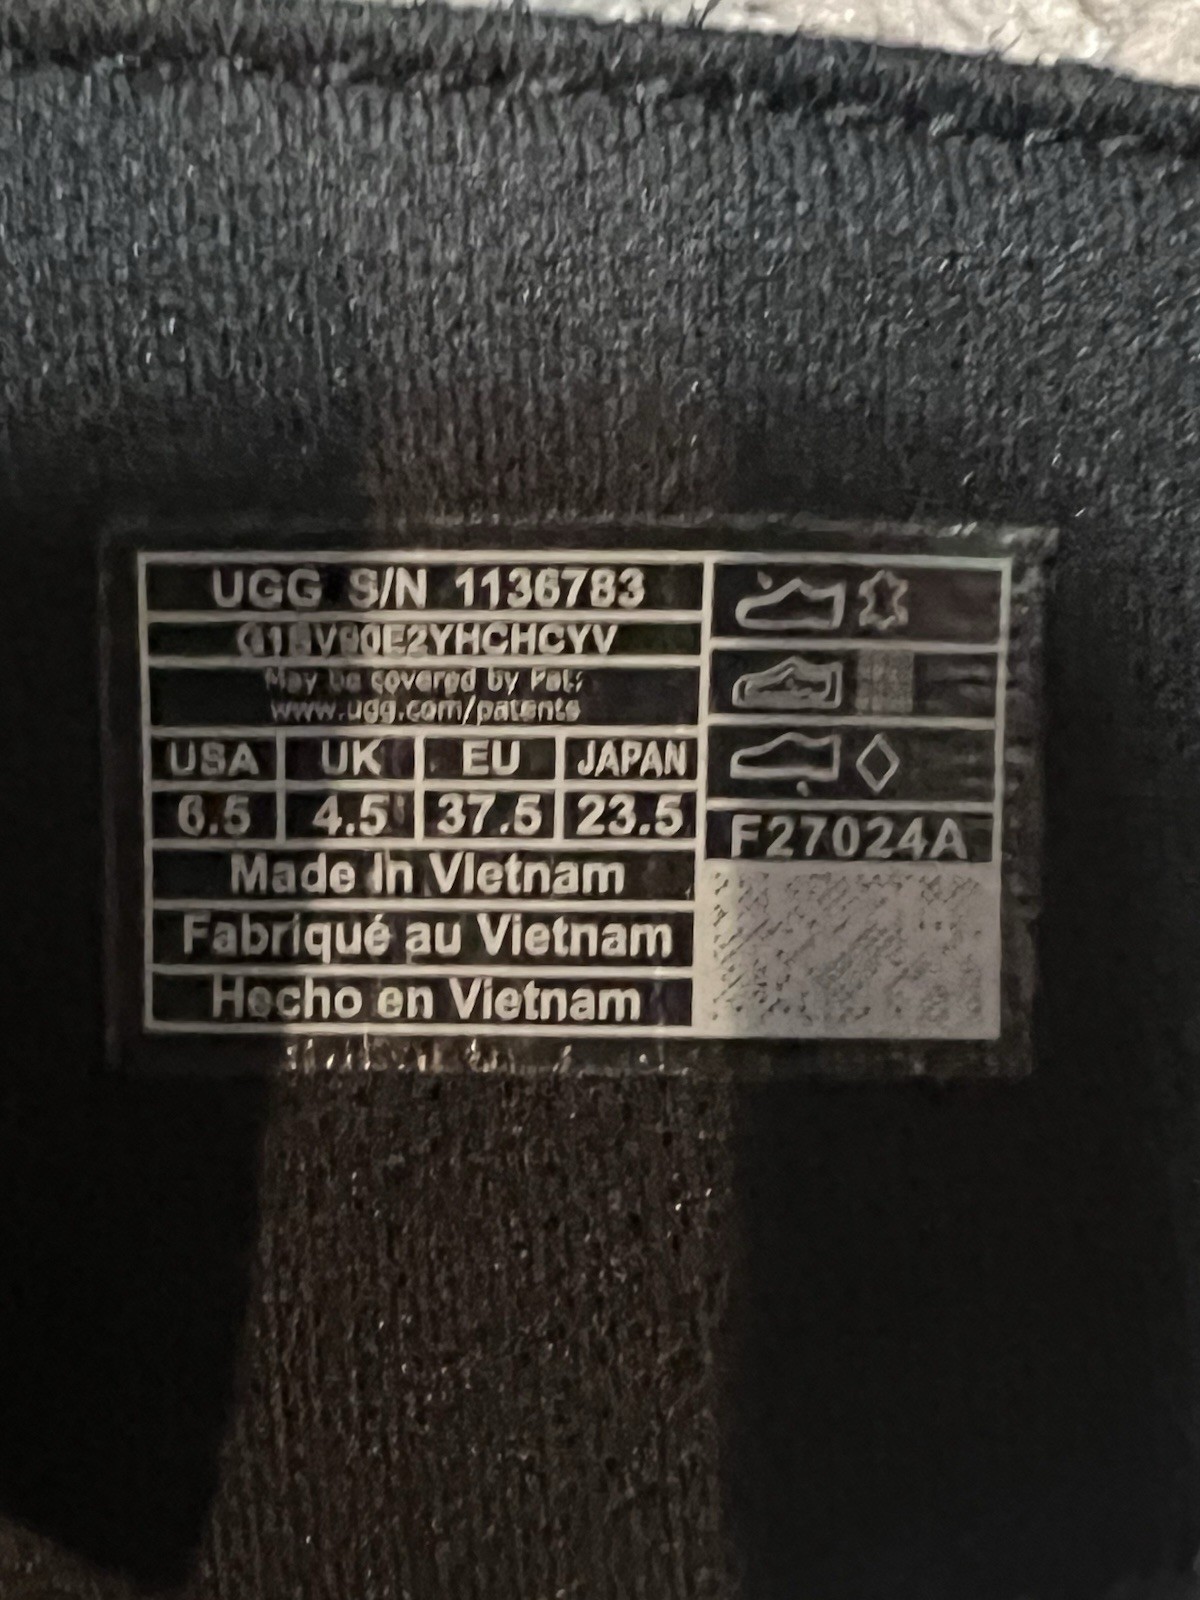 UGG S/N 1136783
May be covered by Pat:
www.ugg.com/patents
USA UK EU JAPAN
6.5 4.5 37.5 23.5
Made In Vietnam
Fabriqué au Vietnam
Hecho en Vietnam
F27024A